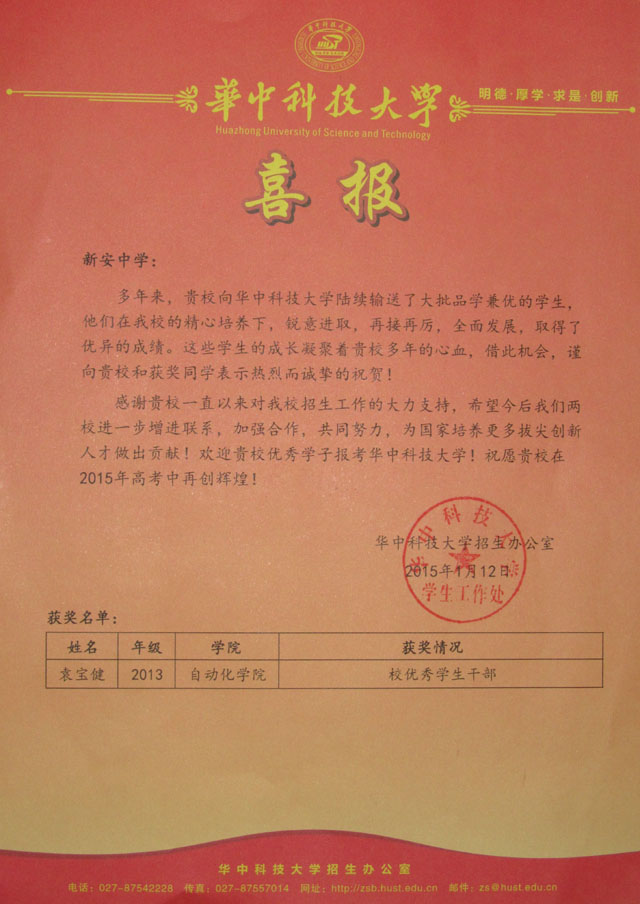 華中科技大學
HUST
華中科技大學
Huazhong University of Science and Technology
明德·厚学·求是·创新
喜报
新安中学：
多年来，贵校向华中科技大学陆续输送了大批品学兼优的学生，
他们在我校的精心培养下，锐意进取，再接再厉，全面发展，取得了
优异的成绩。这些学生的成长凝聚着贵校多年的心血，借此机会，谨
向贵校和获奖同学表示热烈而诚挚的祝贺！
感谢贵校一直以来对我校招生工作的大力支持，希望今后我们两
校进一步增进联系，加强合作，共同努力，为国家培养更多拔尖创新
人才做出贡献！欢迎贵校优秀学子报考华中科技大学！祝愿贵校在
2015年高考中再创辉煌！
华中科技大学招生办公室
2015年1月12日
华中科技大学
学生工作处
获奖名单：
姓名 年级 学院 获奖情况
袁宝健 2013 自动化学院 校优秀学生干部
华中科技大学招生办公室
电话：027-87542228 传真：027-87557014 网址：http://zsb.hust.edu.cn 邮件：zs@hust.edu.cn